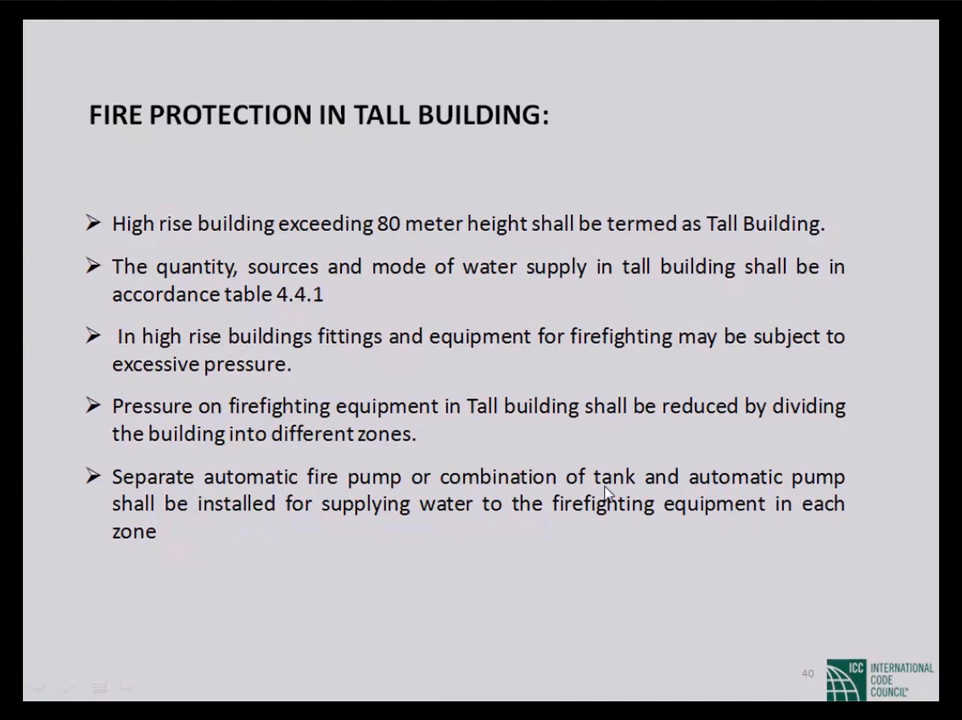 FIRE PROTECTION IN TALL BUILDING:
➢ High rise building exceeding 80 meter height shall be termed as Tall Building.
➢ The quantity, sources and mode of water supply in tall building shall be in
accordance table 4.4.1
➢ In high rise buildings fittings and equipment for firefighting may be subject to
excessive pressure.
➢ Pressure on firefighting equipment in Tall building shall be reduced by dividing
the building into different zones.
➢ Separate automatic fire pump or combination of tank and automatic pump
shall be installed for supplying water to the firefighting equipment in each
zone
40
ICC INTERNATIONAL
CODE
COUNCIL®